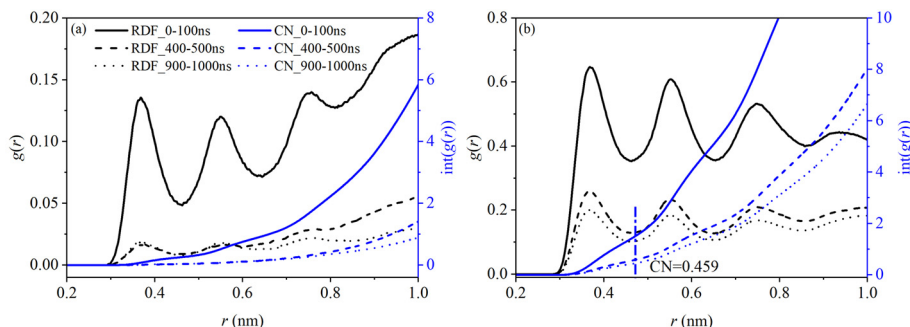 (a)
RDF_0-100ns
CN_0-100ns
RDF_400-500ns
CN_400-500ns
RDF_900-1000ns
CN_900-1000ns
0.20
0.15
0.10
0.05
0.00
g(r)
8
6
4
2
0
int(g(r))
0.2 0.4 0.6 0.8 1.0
r (nm)
(b)
0.8
0.6
0.4
0.2
0.0
g(r)
10
8
6
4
2
0
int(g(r))
CN=0.459
0.2 0.4 0.6 0.8 1.0
r (nm)